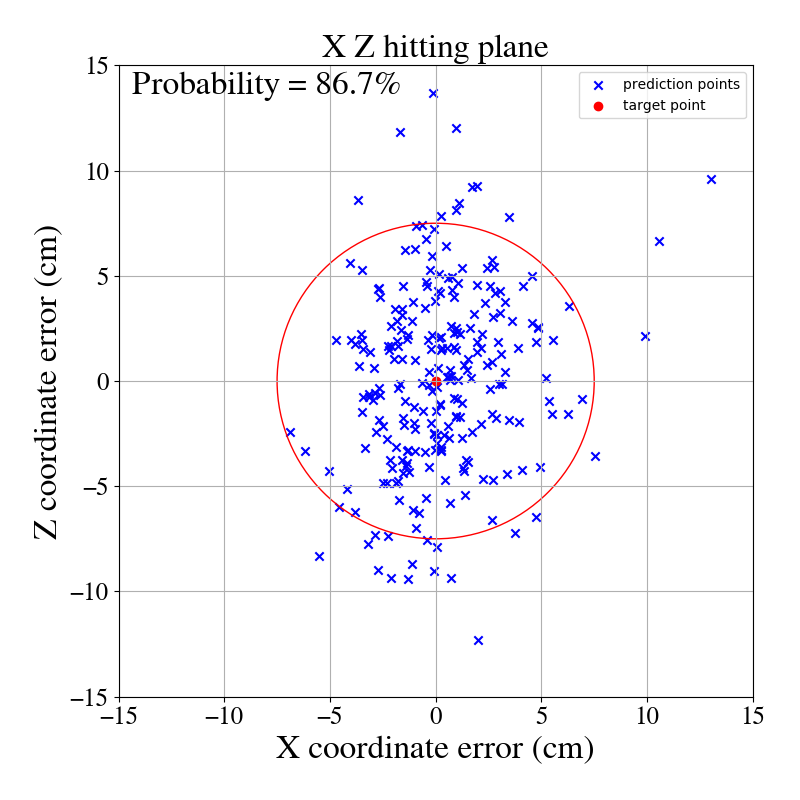 X Z hitting plane
Probability = 86.7%
prediction points
target point
Z coordinate error (cm)
15
10
5
0
−5
−10
−15
−15
−10
−5
0
5
10
15
X coordinate error (cm)